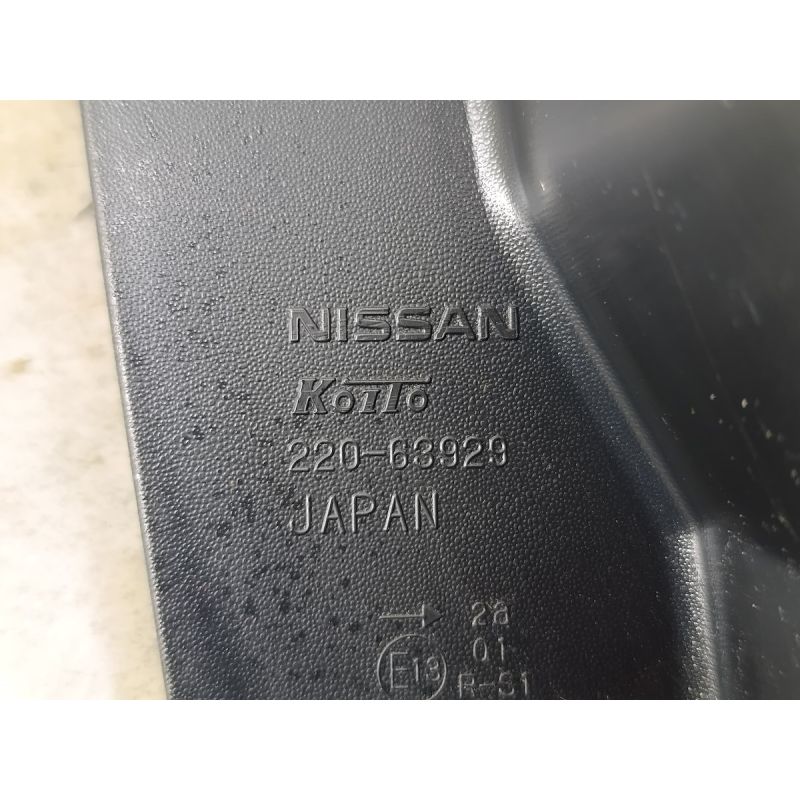 NISSAN
KOITO
220-63929
JAPAN
→ 2a
01
E13 R-S1